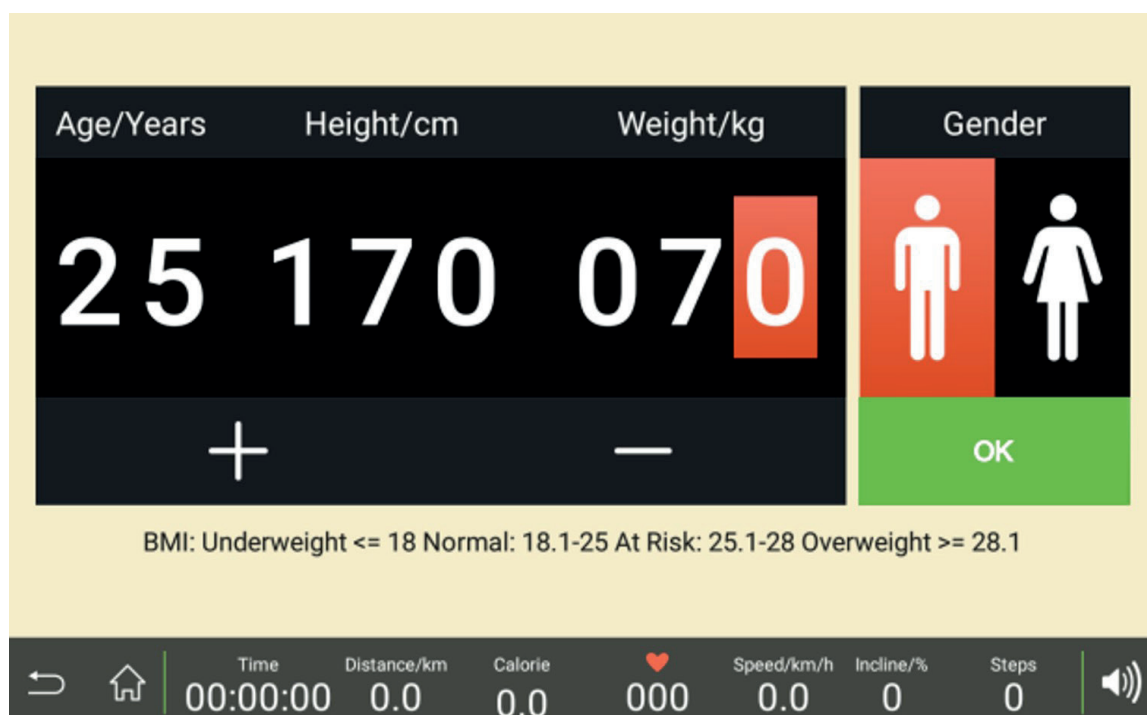 Age/Years Height/cm Weight/kg Gender
25 170 070
OK
BMI: Underweight <= 18 Normal: 18.1-25 At Risk: 25.1-28 Overweight >= 28.1
Time Distance/km Calorie Speed/km/h Incline/% Steps
00:00:00 0.0 0.0 000 0.0 0 0